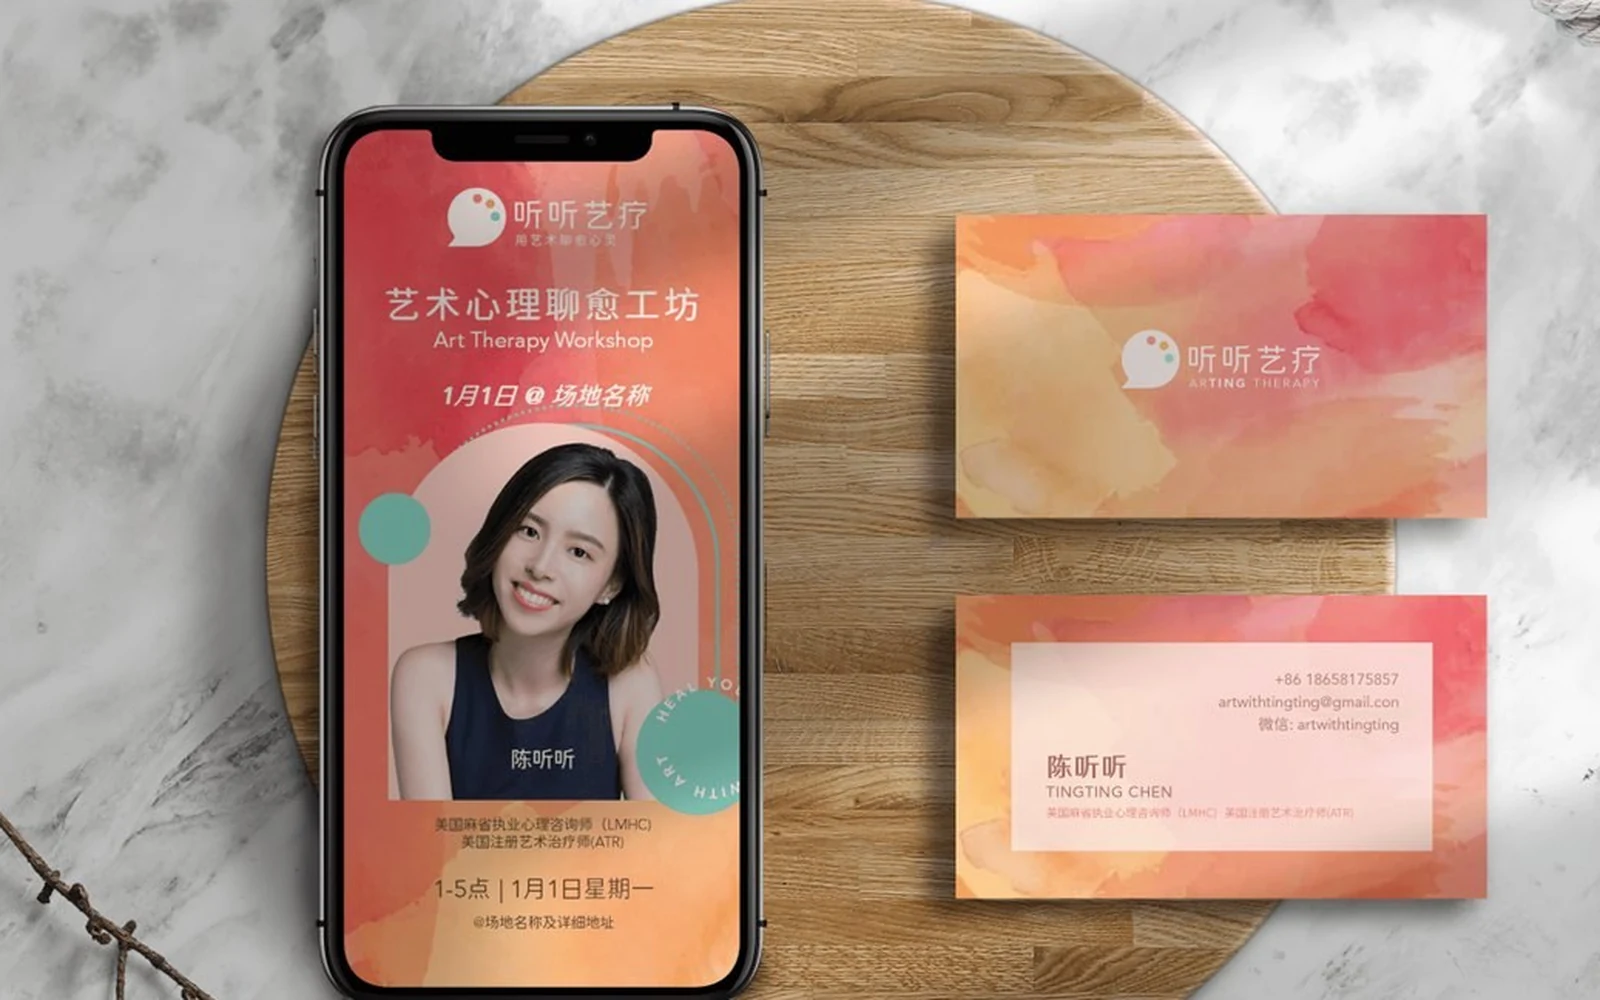 听听艺疗
用艺术聊愈心灵
艺术心理聊愈工坊
Art Therapy Workshop
1月1日 @ 场地名称
HEAL YOU
WITH ART
陈听听
美国麻省执业心理咨询师（LMHC)
美国注册艺术治疗师(ATR)
1-5点 | 1月1日星期一
@场地名称及详细地址
听听艺疗
ARTING THERAPY
+86 18658175857
artwithtingting@gmail.con
微信: artwithtingting
陈听听
TINGTING CHEN
美国麻省执业心理咨询师（LMHC) 美国注册艺术治疗师(ATR)